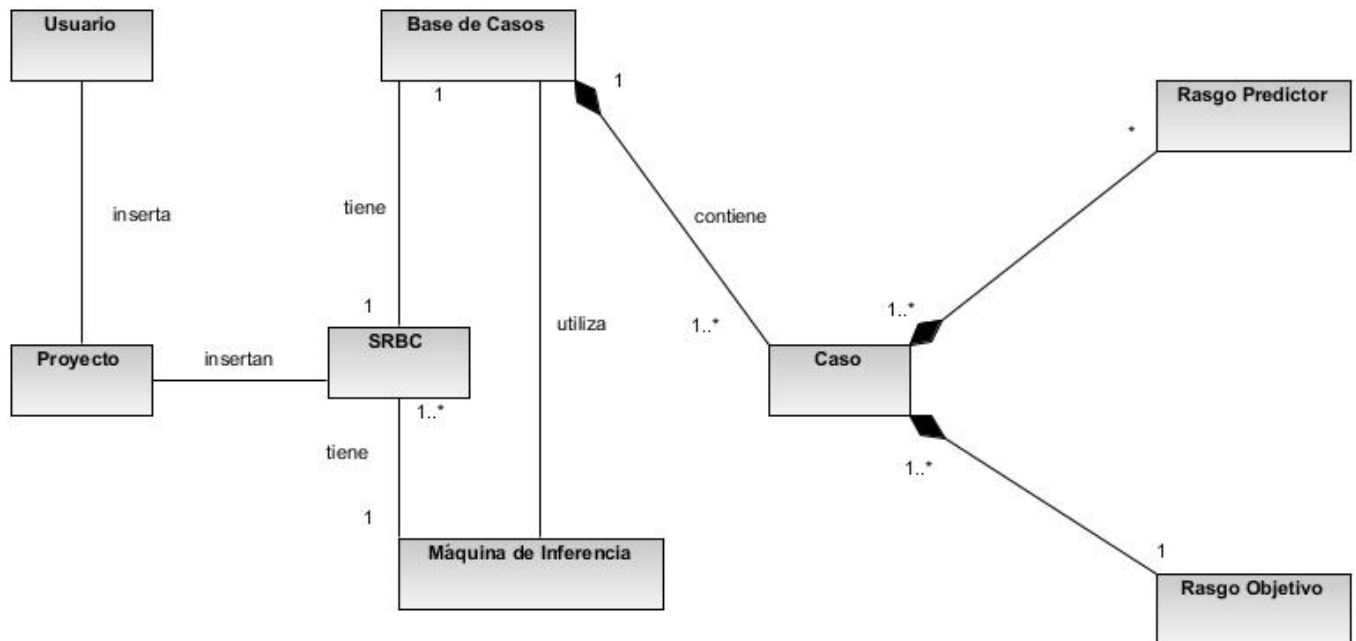 Usuario
Base de Casos
1
1
Rasgo Predictor
*
inserta
tiene
contiene
1
1..*
1..*
utiliza
Proyecto
insertan
SRBC
Caso
1..*
tiene
1..*
1
Máquina de Inferencia
1
Rasgo Objetivo